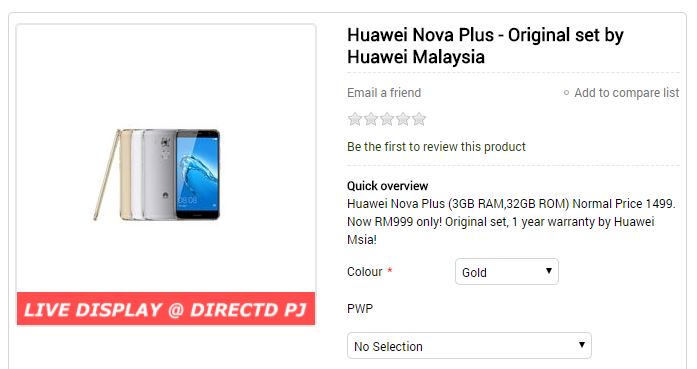 Huawei Nova Plus - Original set by
Huawei Malaysia
Email a friend
Add to compare list
Be the first to review this product
Quick overview
Huawei Nova Plus (3GB RAM,32GB ROM) Normal Price 1499.
Now RM999 only! Original set, 1 year warranty by Huawei
Msia!
Colour *
Gold
PWP
No Selection
08:08
LIVE DISPLAY @ DIRECTD PJ